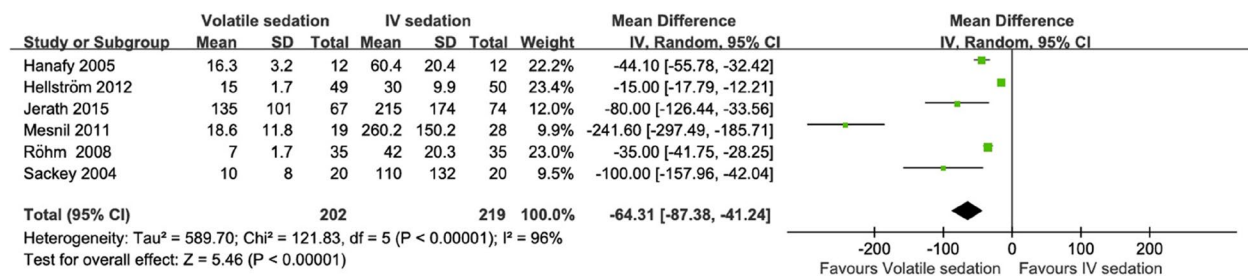 Volatile sedation IV sedation Mean Difference Mean Difference
Study or Subgroup Mean SD Total Mean SD Total Weight IV, Random, 95% CI IV, Random, 95% CI
Hanafy 2005 16.3 3.2 12 60.4 20.4 12 22.2% -44.10 [-55.78, -32.42]
Hellström 2012 15 1.7 49 30 9.9 50 23.4% -15.00 [-17.79, -12.21]
Jerath 2015 135 101 67 215 174 74 12.0% -80.00 [-126.44, -33.56]
Mesnil 2011 18.6 11.8 19 260.2 150.2 28 9.9% -241.60 [-297.49, -185.71]
Röhm 2008 7 1.7 35 42 20.3 35 23.0% -35.00 [-41.75, -28.25]
Sackey 2004 10 8 20 110 132 20 9.5% -100.00 [-157.96, -42.04]
Total (95% CI) 202 219 100.0% -64.31 [-87.38, -41.24]
Heterogeneity: Tau² = 589.70; Chi² = 121.83, df = 5 (P < 0.00001); I² = 96%
Test for overall effect: Z = 5.46 (P < 0.00001)
-200 -100 0 100 200
Favours Volatile sedation Favours IV sedation